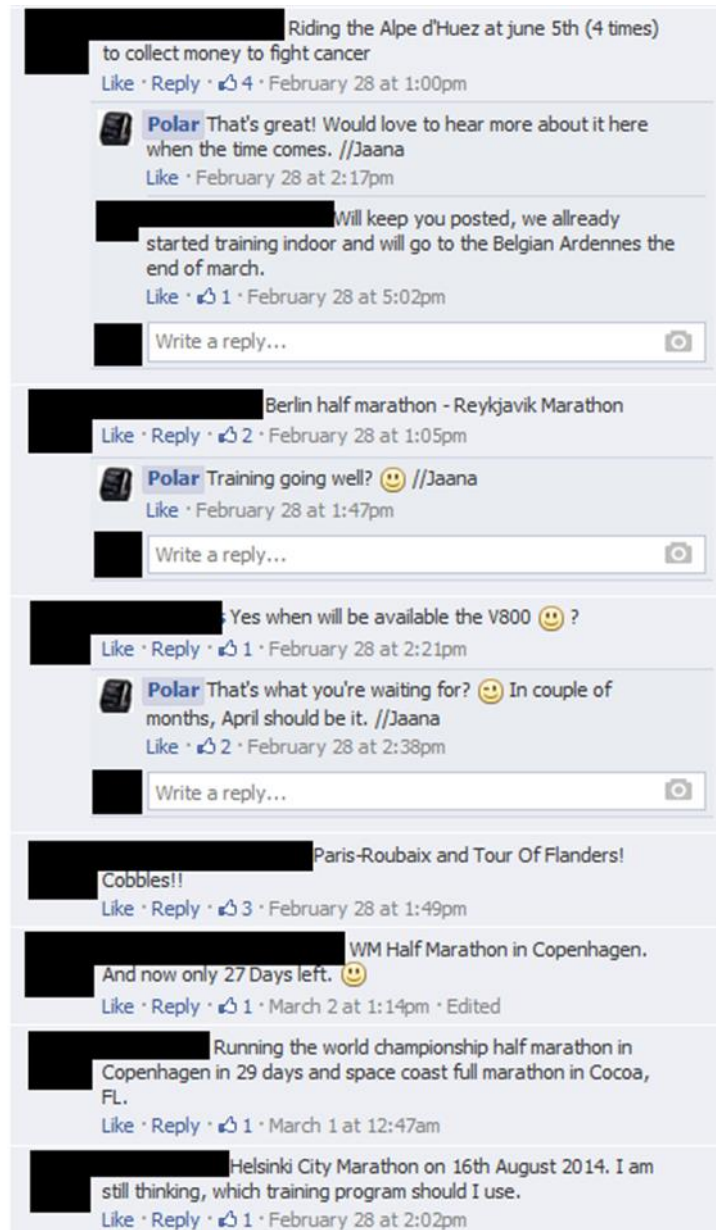 Riding the Alpe d'Huez at june 5th (4 times)
to collect money to fight cancer
Like · Reply · 4 · February 28 at 1:00pm
Polar That's great! Would love to hear more about it here
when the time comes. //Jaana
Like · February 28 at 2:17pm
Will keep you posted, we allready
started training indoor and will go to the Belgian Ardennes the
end of march.
Like · 1 · February 28 at 5:02pm
Write a reply...
Berlin half marathon - Reykjavik Marathon
Like · Reply · 2 · February 28 at 1:05pm
Polar Training going well? //Jaana
Like · February 28 at 1:47pm
Write a reply...
Yes when will be available the V800 ?
Like · Reply · 1 · February 28 at 2:21pm
Polar That's what you're waiting for? In couple of
months, April should be it. //Jaana
Like · 2 · February 28 at 2:38pm
Write a reply...
Paris-Roubaix and Tour Of Flanders!
Cobbles!!
Like · Reply · 3 · February 28 at 1:49pm
WM Half Marathon in Copenhagen.
And now only 27 Days left.
Like · Reply · 1 · March 2 at 1:14pm · Edited
Running the world championship half marathon in
Copenhagen in 29 days and space coast full marathon in Cocoa,
FL.
Like · Reply · 1 · March 1 at 12:47am
Helsinki City Marathon on 16th August 2014. I am
still thinking, which training program should I use.
Like · Reply · 1 · February 28 at 2:02pm